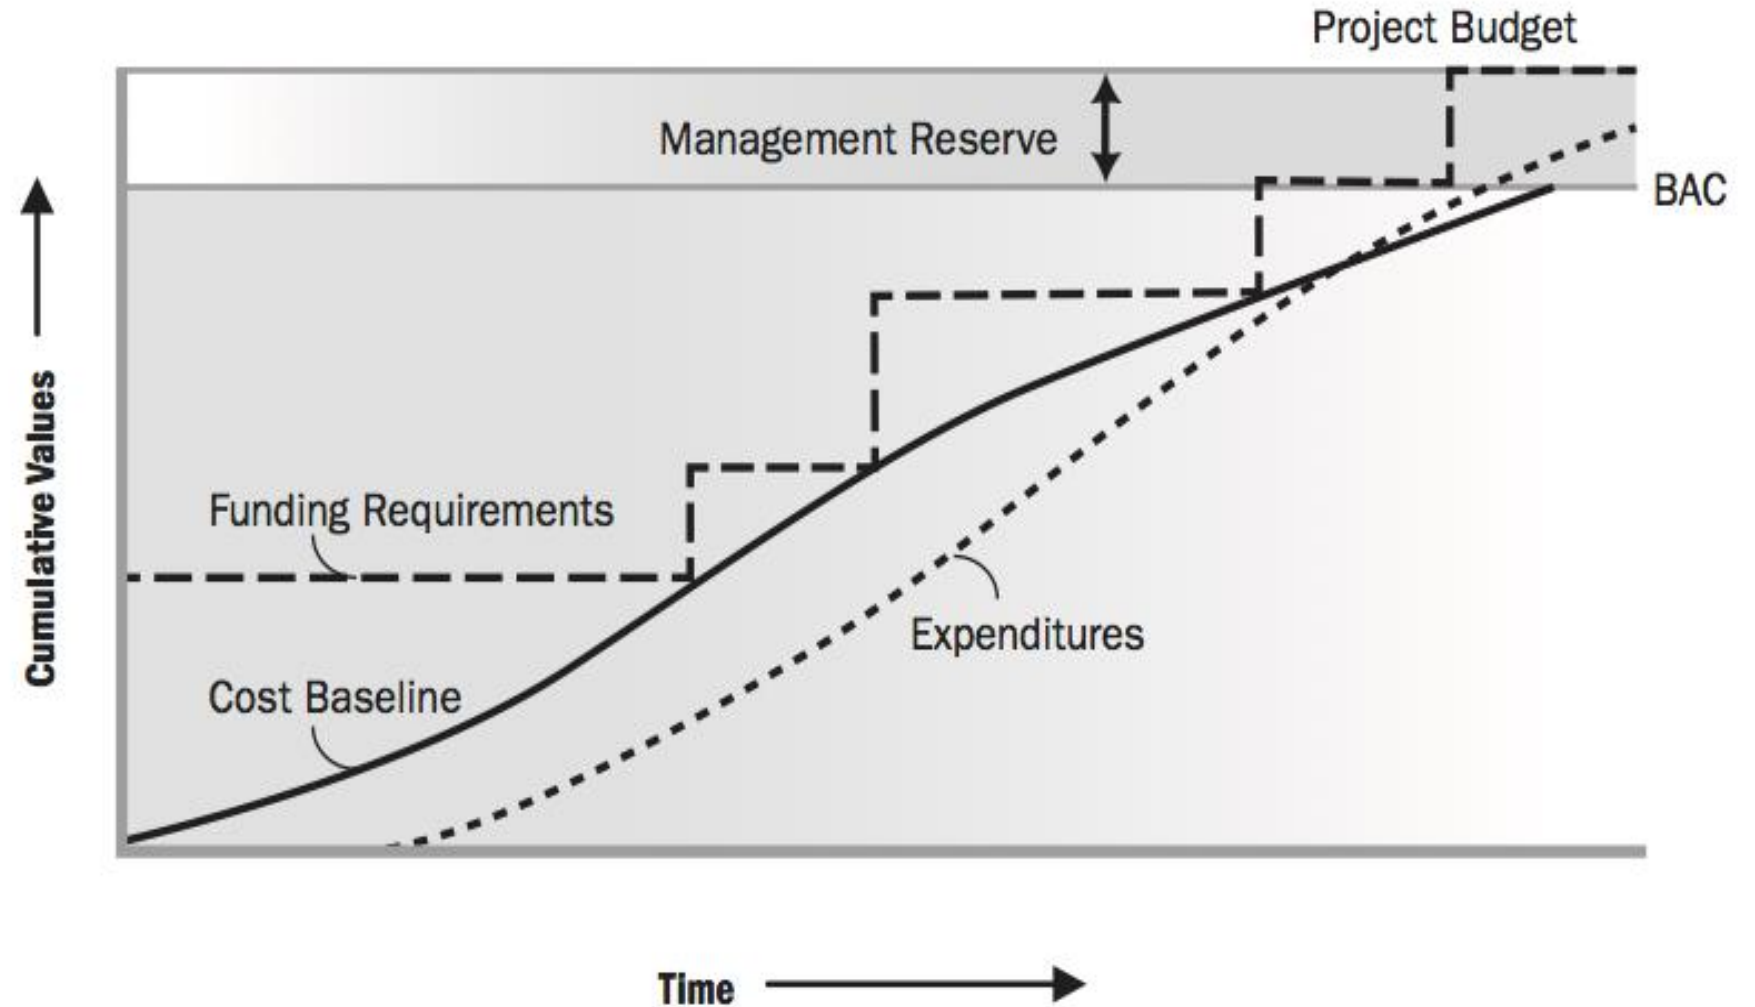 Project Budget
Management Reserve
BAC
Funding Requirements
Expenditures
Cost Baseline
Cumulative Values
Time